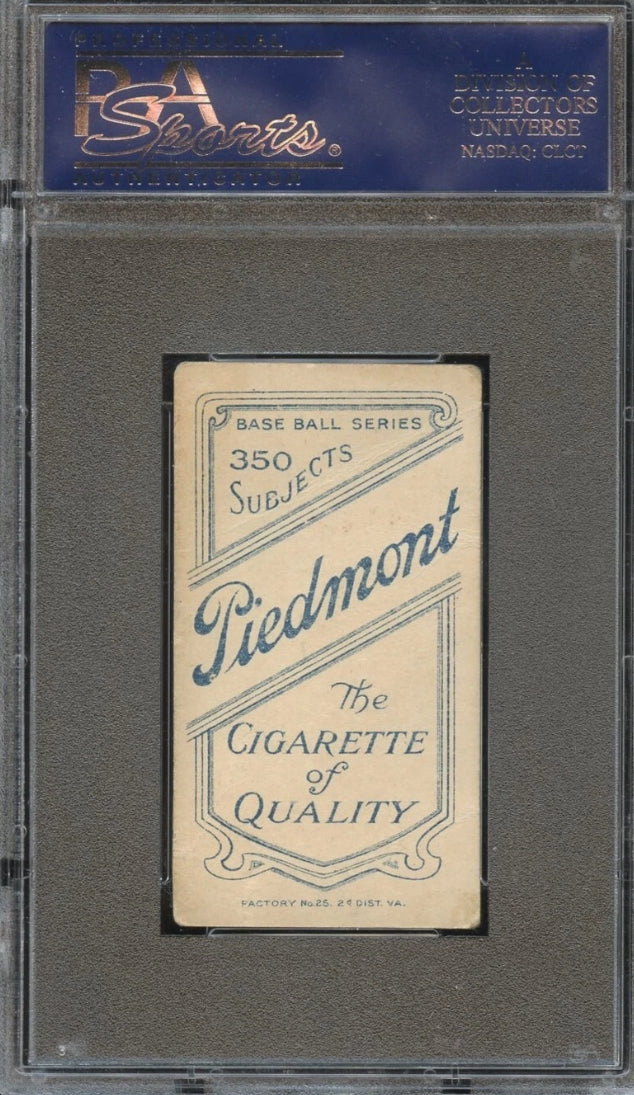 PROFESSIONAL
PSA
Sports®
AUTHENTICATOR
A
DIVISION OF
COLLECTORS
UNIVERSE
NASDAQ: CLCT
BASE BALL SERIES
350
SUBJECTS
Piedmont
The
CIGARETTE
of
QUALITY
FACTORY No.25. 2d DIST. VA.
3